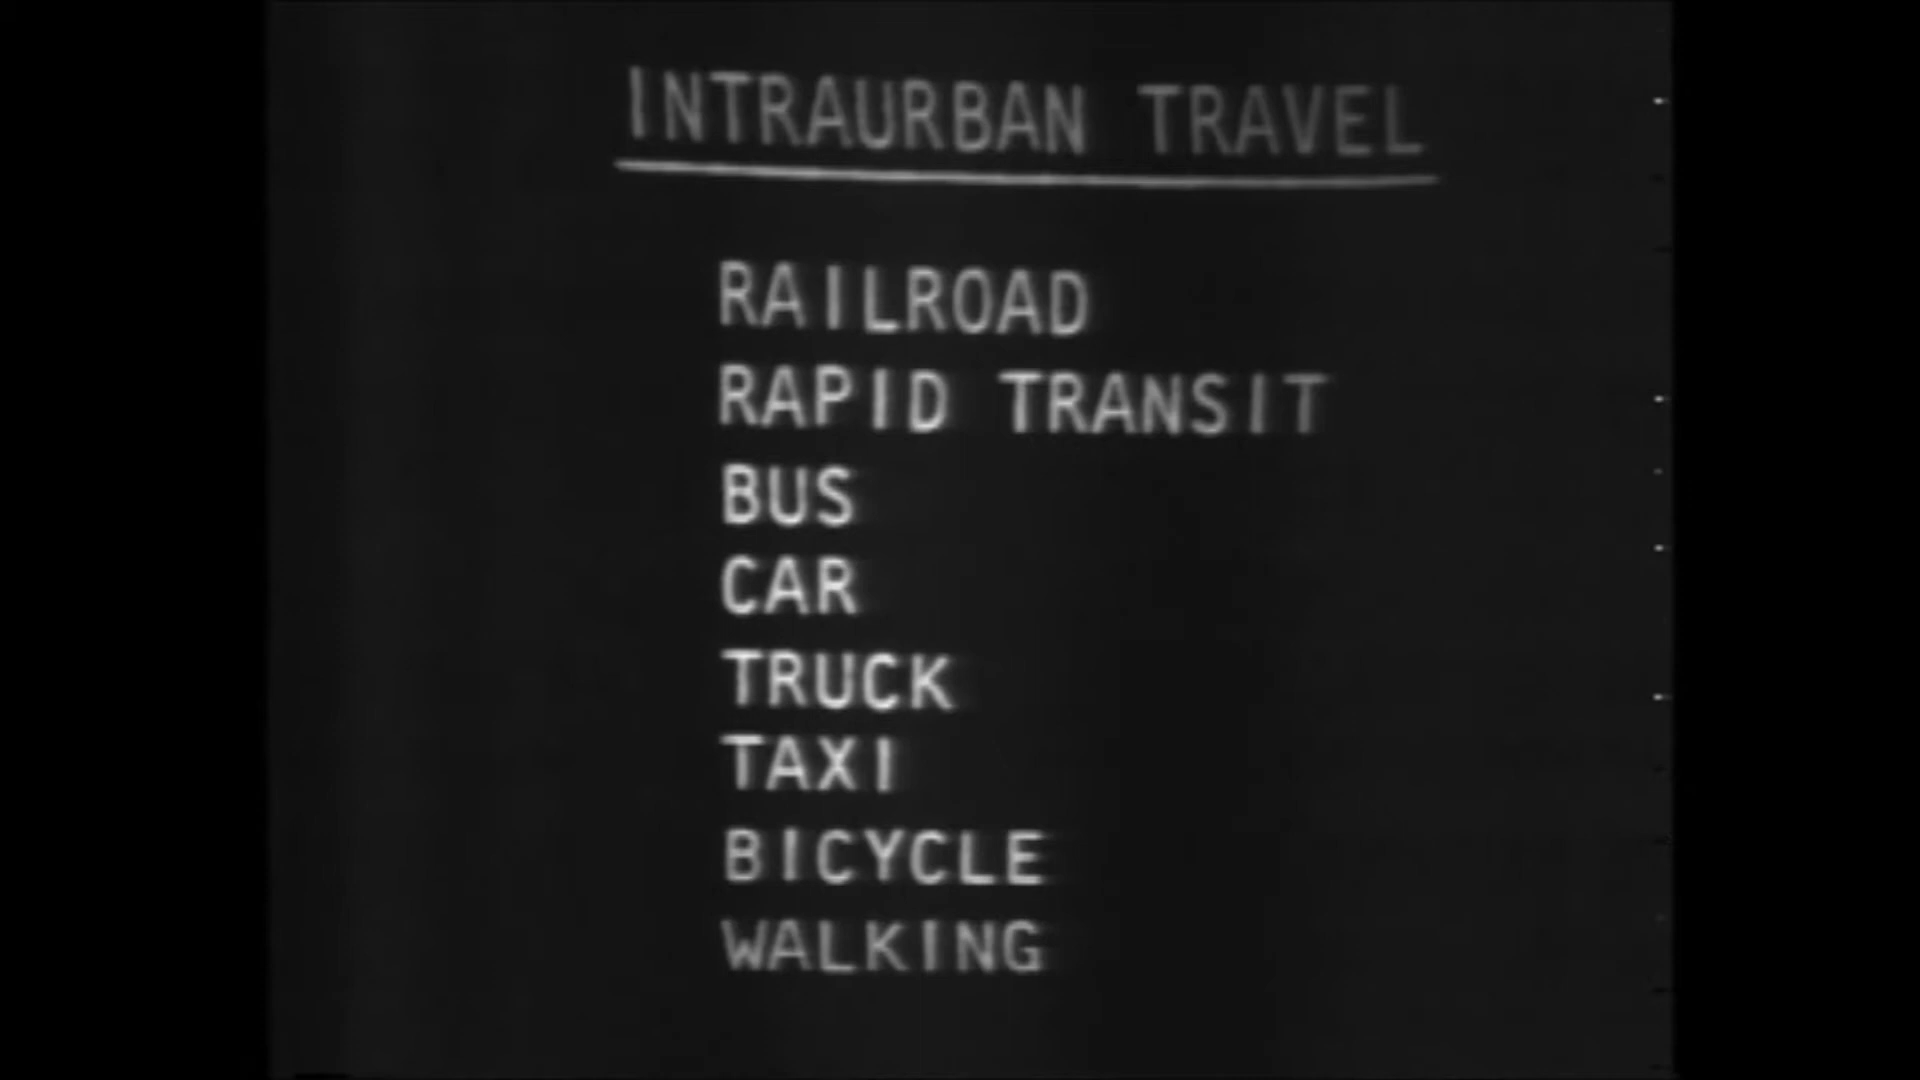 INTRAURBAN TRAVEL
RAILROAD
RAPID TRANSIT
BUS
CAR
TRUCK
TAXI
BICYCLE
WALKING